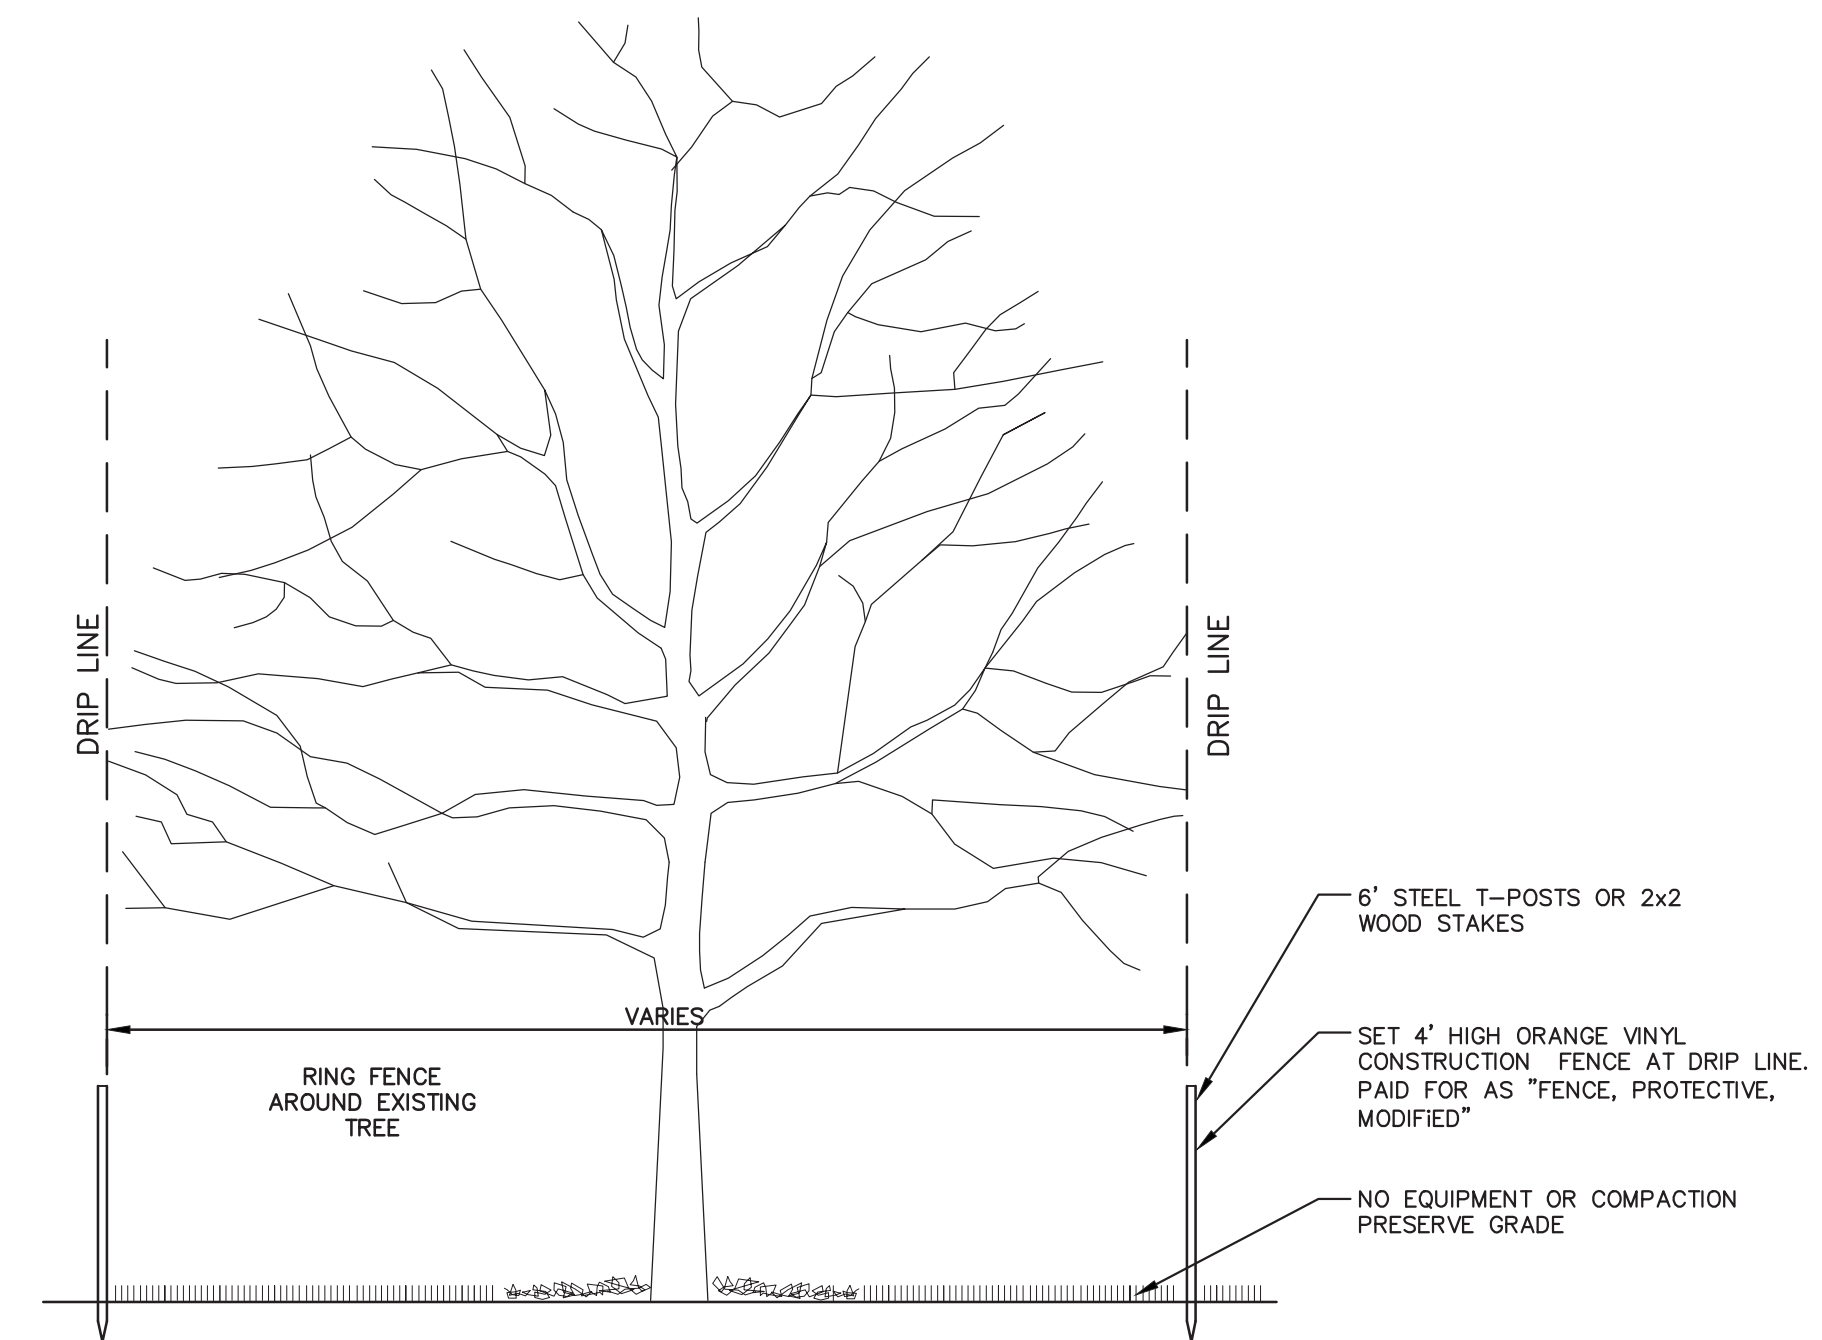 DRIP LINE
DRIP LINE
6' STEEL T-POSTS OR 2x2
WOOD STAKES
VARIES
SET 4' HIGH ORANGE VINYL
CONSTRUCTION FENCE AT DRIP LINE.
PAID FOR AS "FENCE, PROTECTIVE,
MODIFiED"
RING FENCE
AROUND EXISTING
TREE
NO EQUIPMENT OR COMPACTION
PRESERVE GRADE